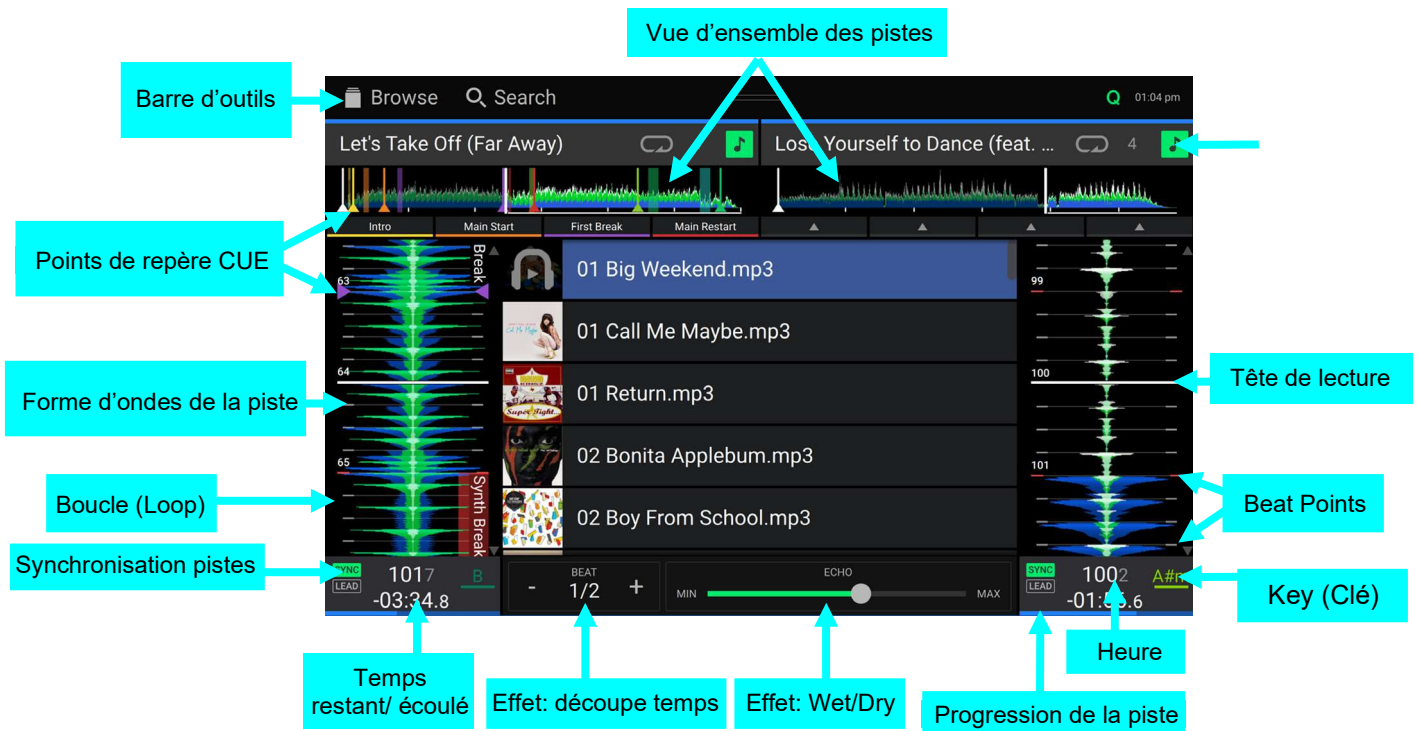 Vue d’ensemble des pistes
Barre d’outils
Browse
Search
Q
01:04 pm
Let's Take Off (Far Away)
Yourself to Dance (feat. ...
4
Points de repère CUE
Intro
Main Start
First Break
Main Restart
63
Break
64
65
Synth Break
01 Big Weekend.mp3
01 Call Me Maybe.mp3
01 Return.mp3
02 Bonita Applebum.mp3
02 Boy From School.mp3
99
100
101
Forme d’ondes de la piste
Boucle (Loop)
Synchronisation pistes
Tête de lecture
Beat Points
Key (Clé)
SYNC
LEAD
1017
B
-03:34.8
-
BEAT
1/2
+
ECHO
MIN
MAX
SYNC
LEAD
1002
Heure
Temps
restant/ écoulé
Effet: découpe temps
Effet: Wet/Dry
Progression de la piste